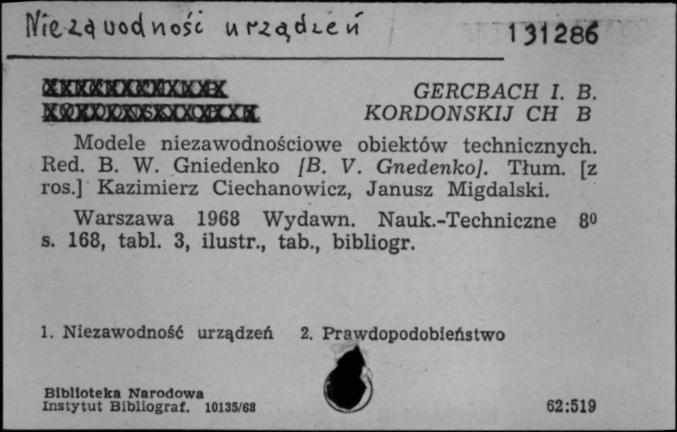 Niezawodność urządzeń
131286
GERCBACH I. B.
KORDONSKIJ CH B
Modele niezawodnościowe obiektów technicznych.
Red. B. W. Gniedenko [B. V. Gnedenko]. Tłum. [z
ros.] Kazimierz Ciechanowicz, Janusz Migdalski.
Warszawa 1968 Wydawn. Nauk.-Techniczne 8⁰
s. 168, tabl. 3, ilustr., tab., bibliogr.
1. Niezawodność urządzeń 2. Prawdopodobieństwo
Biblioteka Narodowa
Instytut Bibliograf. 10135/68
62:519